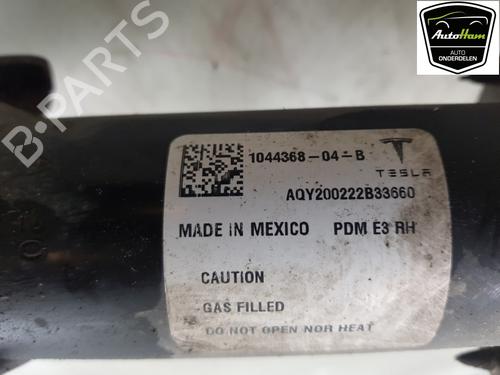 AutoHam
AUTO
ONDERDELEN
B-PARTS
1044368-04-B
TESLA
AQY200222B33660
MADE IN MEXICO PDM E3 RH
CAUTION
GAS FILLED
DO NOT OPEN NOR HEAT